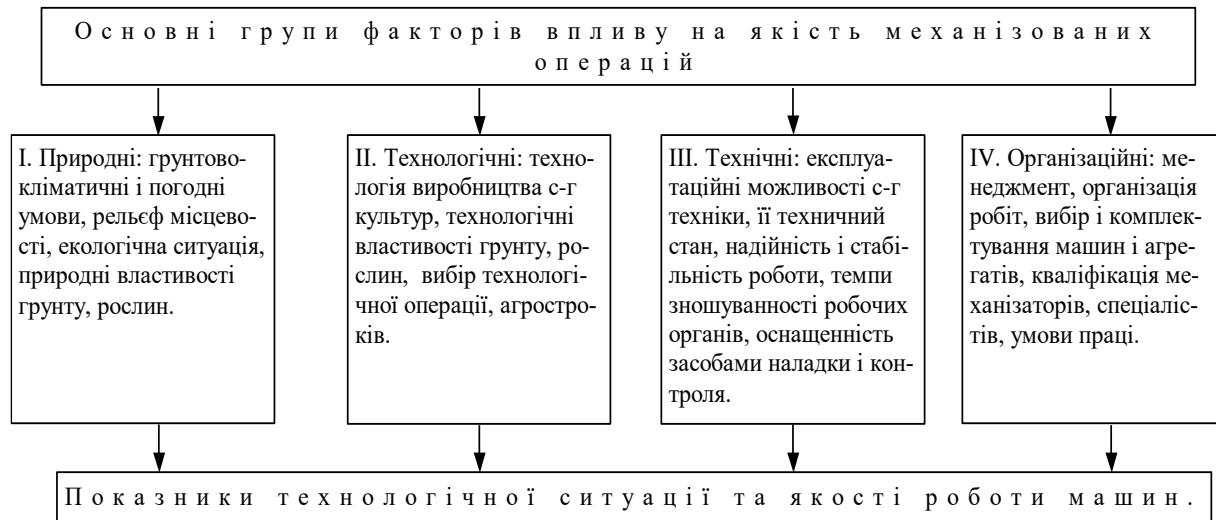 Основні групи факторів впливу на якість механізованих
операцій
І. Природні: грунтово-
кліматичні і погодні
умови, рельєф місцево-
сті, екологічна ситуація,
природні властивості
грунту, рослин.
ІІ. Технологічні: техно-
логія виробництва с-г
культур, технологічні
властивості грунту, рос-
лин, вибір технологі-
чної операції, агростро-
ків.
ІІІ. Технічні: експлуа-
таційні можливості с-г
техніки, її техничний
стан, надійність і стабі-
льність роботи, темпи
зношуванності робочих
органів, оснащенність
засобами наладки і кон-
троля.
IV. Організаційні: ме-
неджмент, організація
робіт, вибір і комплек-
тування машин і агре-
гатів, кваліфікація ме-
ханізаторів, спеціаліс-
тів, умови праці.
Показники технологічної ситуації та якості роботи машин.